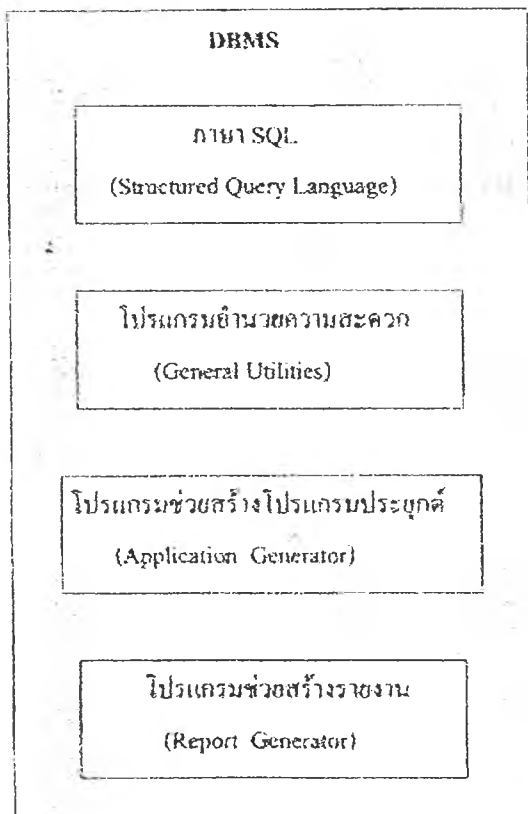 DBMS
ภาษา SQL
(Structured Query Language)
โปรแกรมอำนวยความสะดวก
(General Utilities)
โปรแกรมช่วยสร้างโปรแกรมประยุกต์
(Application Generator)
โปรแกรมช่วยสร้างรายงาน
(Report Generator)